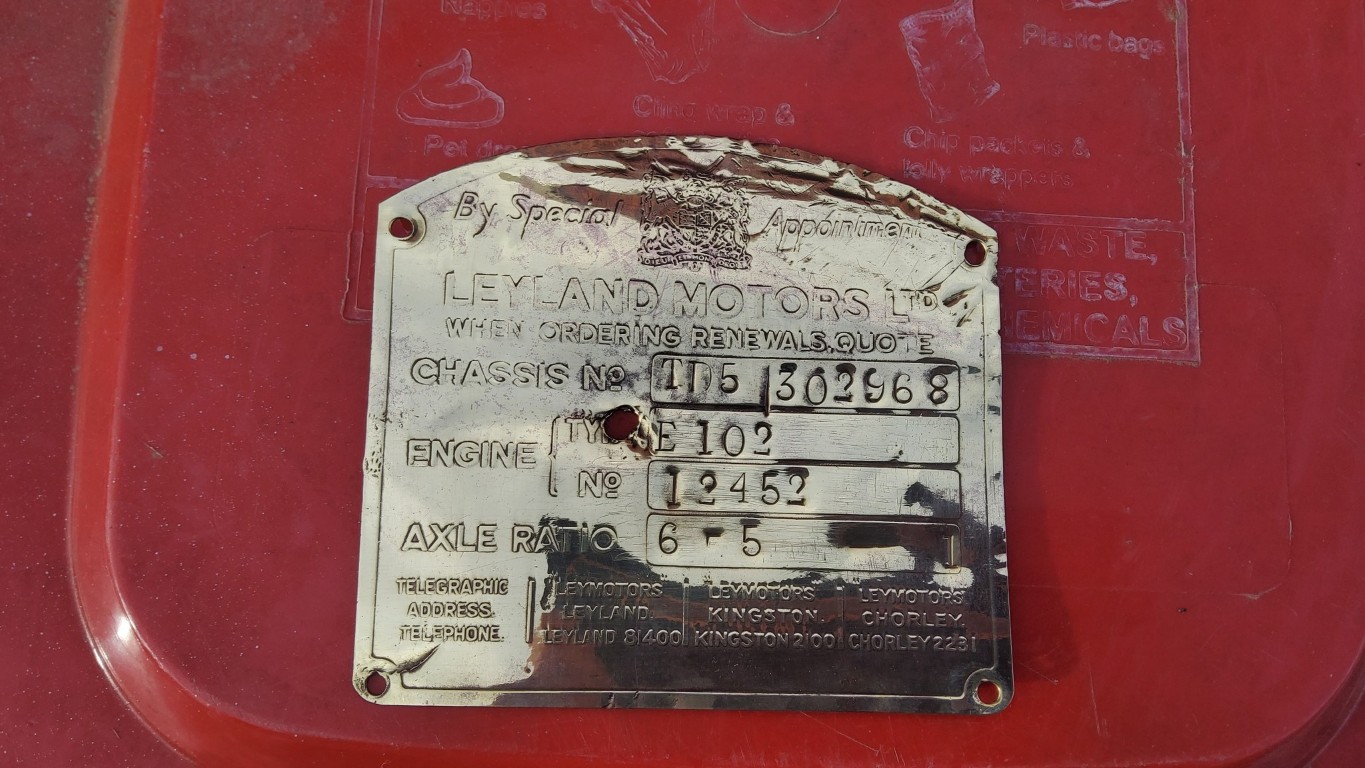 Nappies
Plastic bags
Cling wrap &
Chip packets &
lolly wrappers
Pet
By Special Appointment
LEYLAND MOTORS LTD
WHEN ORDERING RENEWALS, QUOTE
CHASSIS No TD5 302968
ENGINE
E 102
No 12452
AXLE RATIO 6 - 5 1
TELEGRAPHIC ADDRESS. LEYMOTORS LEYLAND. LEYMOTORS KINGSTON. LEYMOTORS CHORLEY.
TELEPHONE. LEYLAND 81400 KINGSTON 2100 CHORLEY 2231
WASTE,
ERIES,
EMICALS